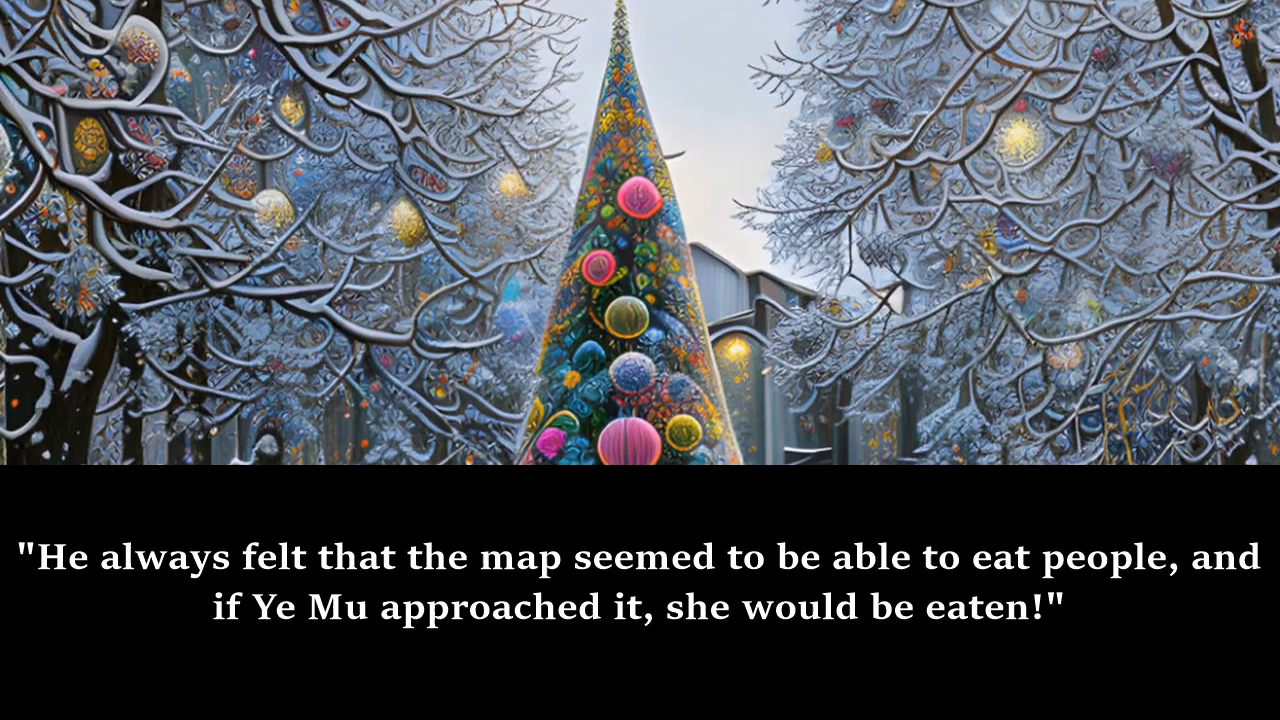 "He always felt that the map seemed to be able to eat people, and
if Ye Mu approached it, she would be eaten!"